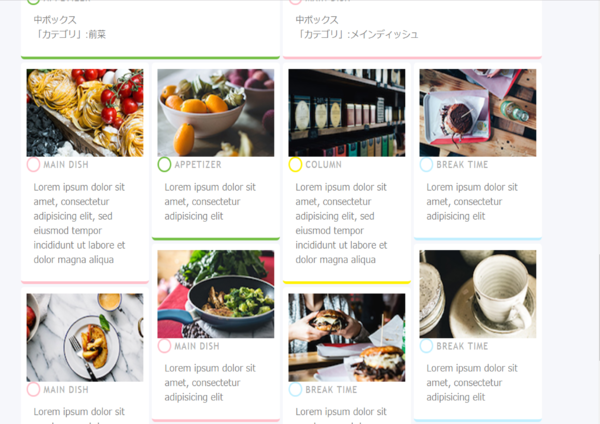 中ボックス
「カテゴリ」:前菜
中ボックス
「カテゴリ」:メインディッシュ
MAIN DISH
Lorem ipsum dolor sit
amet, consectetur
adipisicing elit, sed
eiusmod tempor
incididunt ut labore et
dolor magna aliqua
APPETIZER
Lorem ipsum dolor sit
amet, consectetur
adipisicing elit
COLUMN
Lorem ipsum dolor sit
amet, consectetur
adipisicing elit, sed
eiusmod tempor
incididunt ut labore et
dolor magna aliqua
BREAK TIME
Lorem ipsum dolor sit
amet, consectetur
adipisicing elit
MAIN DISH
Lorem ipsum dolor sit
MAIN DISH
Lorem ipsum dolor sit
amet, consectetur
adipisicing elit
BREAK TIME
Lorem ipsum dolor sit
BREAK TIME
Lorem ipsum dolor sit
amet, consectetur
adipisicing elit